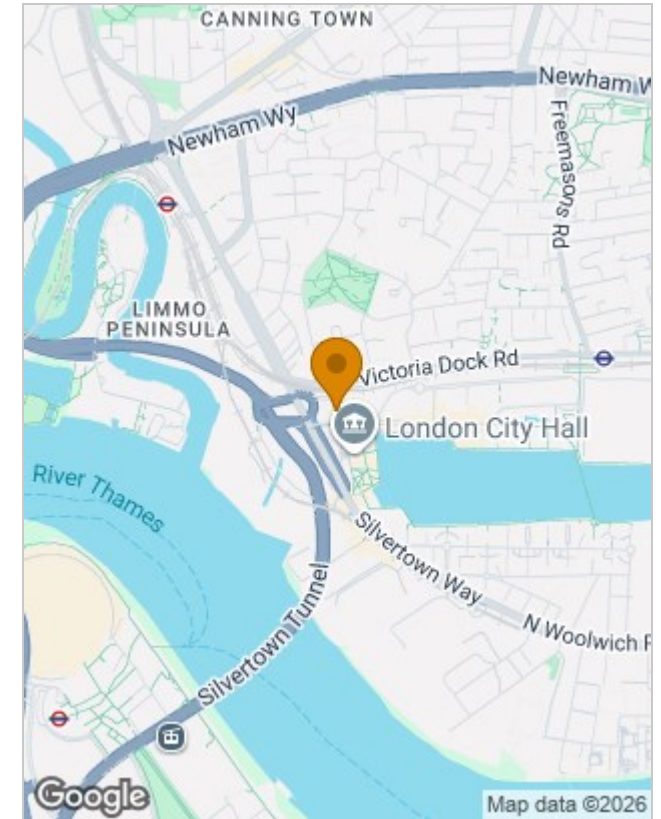 CANNING TOWN
Newham Wy
Newham W
Freemasons Rd
LIMMO
PENINSULA
Victoria Dock Rd
London City Hall
River Thames
Silvertown Way
Silvertown Tunnel
N Woolwich R
Google
Map data ©2026